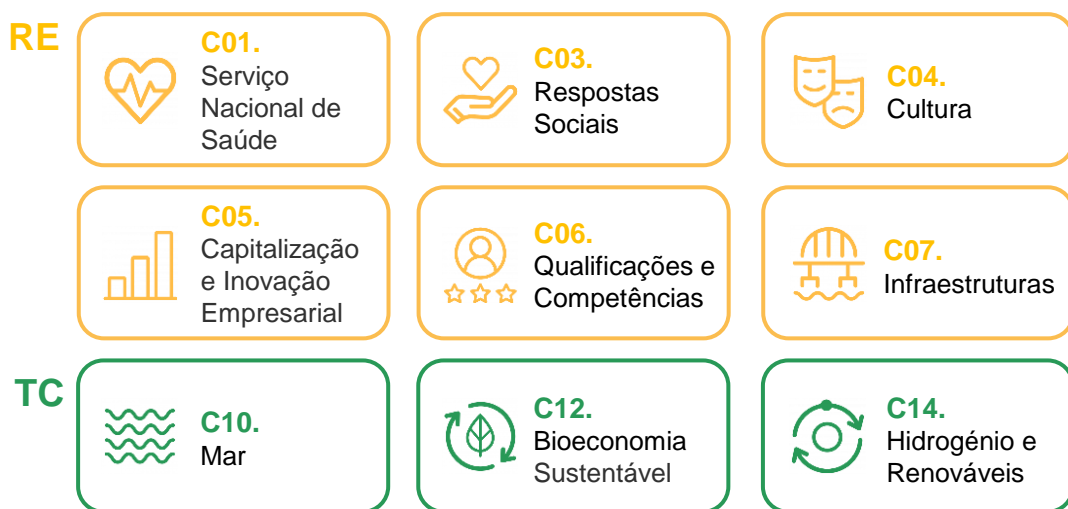 RE
C01.
Serviço
Nacional de
Saúde
C03.
Respostas
Sociais
C04.
Cultura
C05.
Capitalização
e Inovação
Empresarial
C06.
Qualificações e
Competências
C07.
Infraestruturas
TC
C10.
Mar
C12.
Bioeconomia
Sustentável
C14.
Hidrogénio e
Renováveis